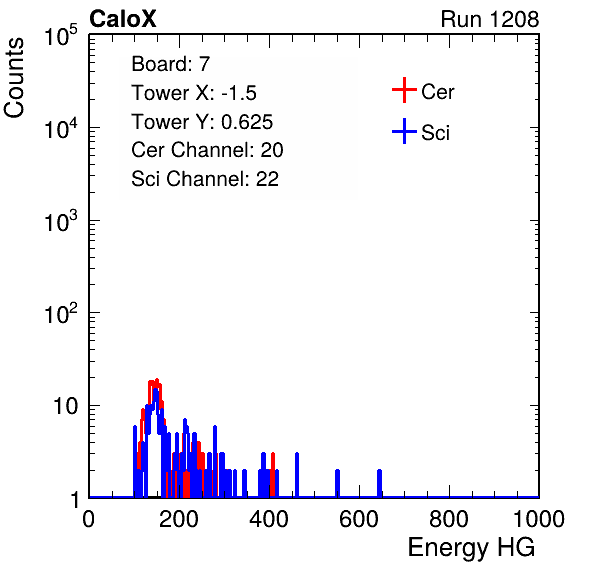 CaloX Run 1208
Counts
10^5
10^4
10^3
10^2
10
1
Board: 7
Tower X: -1.5
Tower Y: 0.625
Cer Channel: 20
Sci Channel: 22
Cer
Sci
0 200 400 600 800 1000
Energy HG